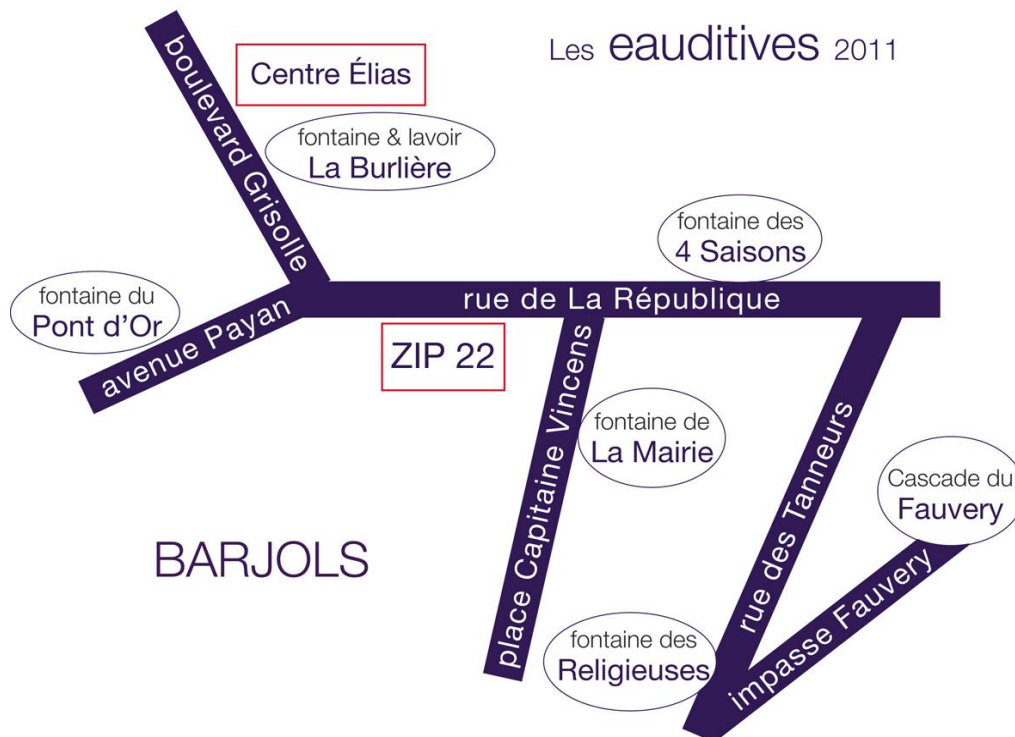 Les eauditives 2011
boulevard Grisolle
Centre Élias
fontaine & lavoir
La Burlière
fontaine des
4 Saisons
fontaine du
Pont d'Or
avenue Payan
rue de La République
ZIP 22
place Capitaine Vincens
fontaine de
La Mairie
rue des Tanneurs
Cascade du
Fauvery
BARJOLS
fontaine des
Religieuses
impasse Fauvery